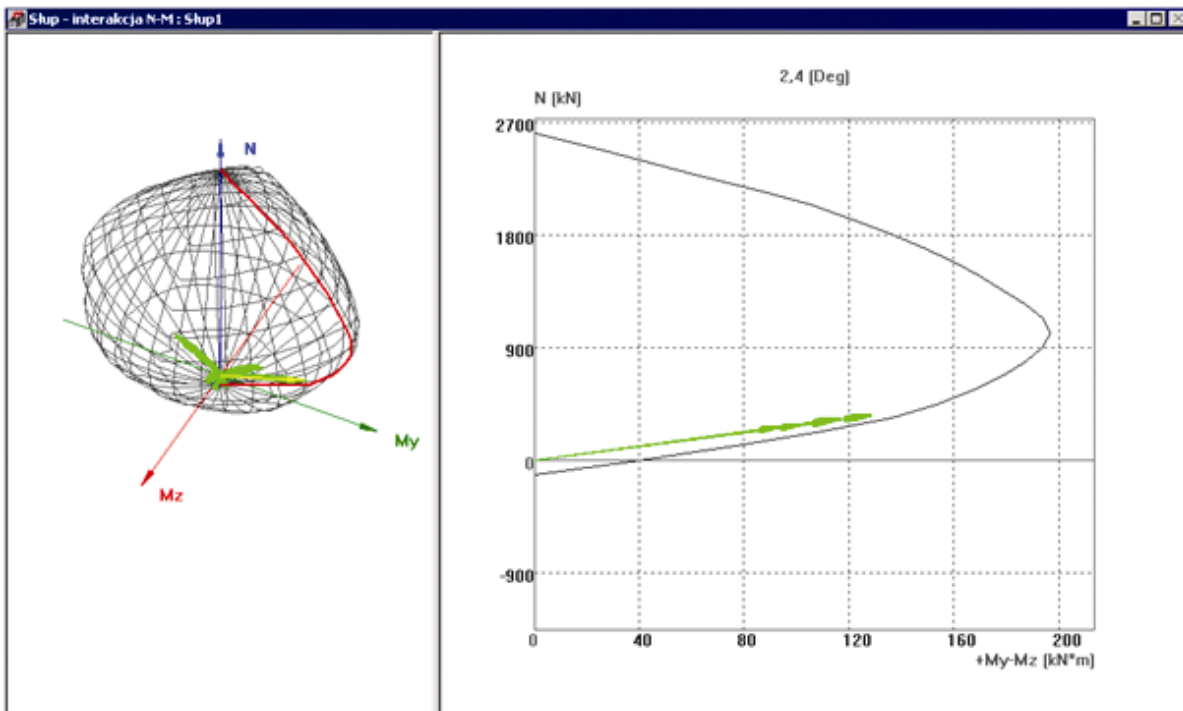 Słup - interakcja N-M : Słup1
N
My
Mz
2,4 [Deg]
N [kN]
2700
1800
900
0
-900
0 40 80 120 160 200
+My-Mz [kN*m]